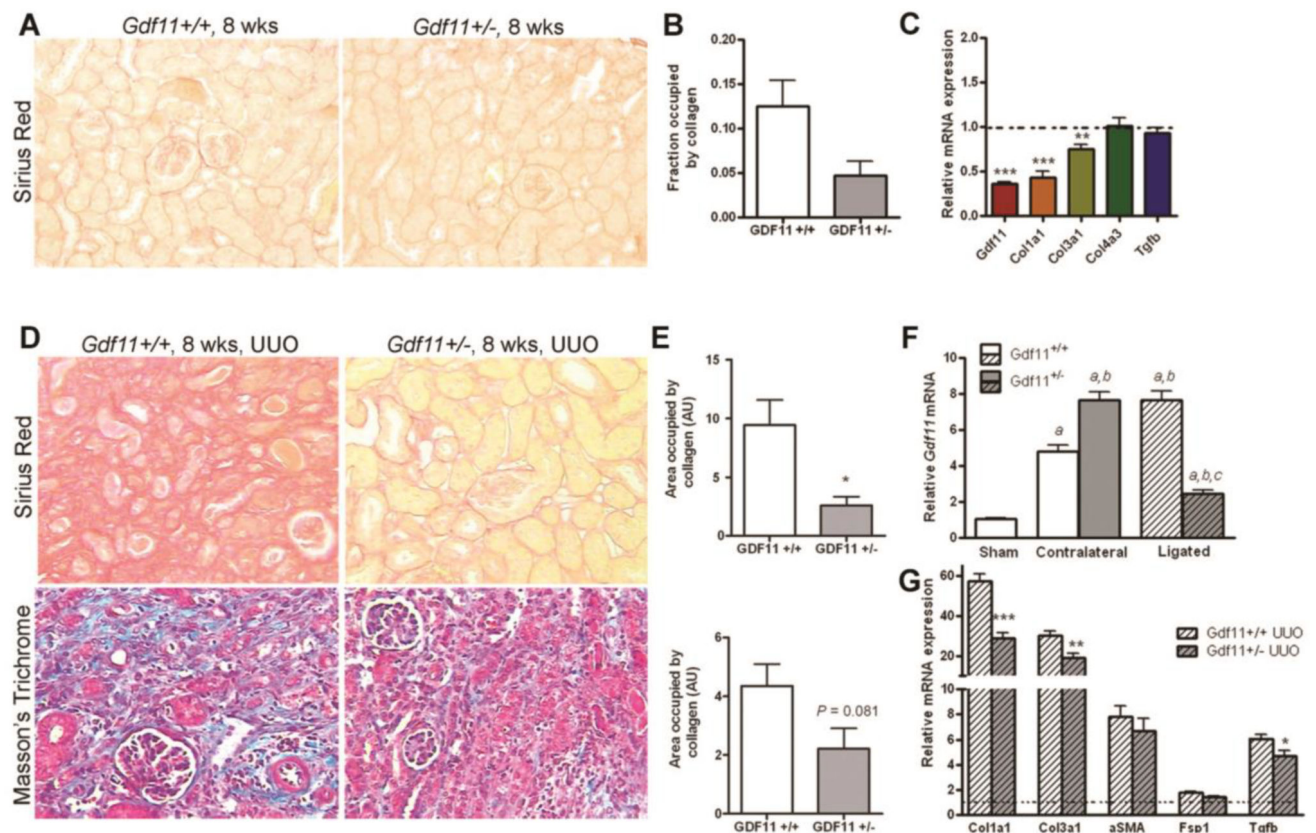 A
Gdf11+/+, 8 wks
Gdf11+/-, 8 wks
Sirius Red
B
Fraction occupied
by collagen
0.20
0.15
0.10
0.05
0.00
GDF11 +/+
GDF11 +/-
C
Relative mRNA expression
2.0
1.5
1.0
0.5
0.0
***
***
**
Gdf11
Col1a1
Col3a1
Col4a3
Tgfb
D
Gdf11+/+, 8 wks, UUO
Gdf11+/-, 8 wks, UUO
Sirius Red
Masson's Trichrome
E
Area occupied by
collagen (AU)
15
10
5
0
*
GDF11 +/+
GDF11 +/-
Area occupied by
collagen (AU)
6
4
2
0
P = 0.081
GDF11 +/+
GDF11 +/-
F
Relative Gdf11 mRNA
10
8
6
4
2
0
Gdf11+/+
Gdf11+/-
a
a,b
a,b
a,b,c
Sham
Contralateral
Ligated
G
Relative mRNA expression
60
40
20
8
6
4
2
0
***
**
*
Gdf11+/+ UUO
Gdf11+/- UUO
Col1a1
Col3a1
aSMA
Fsp1
Tgfb